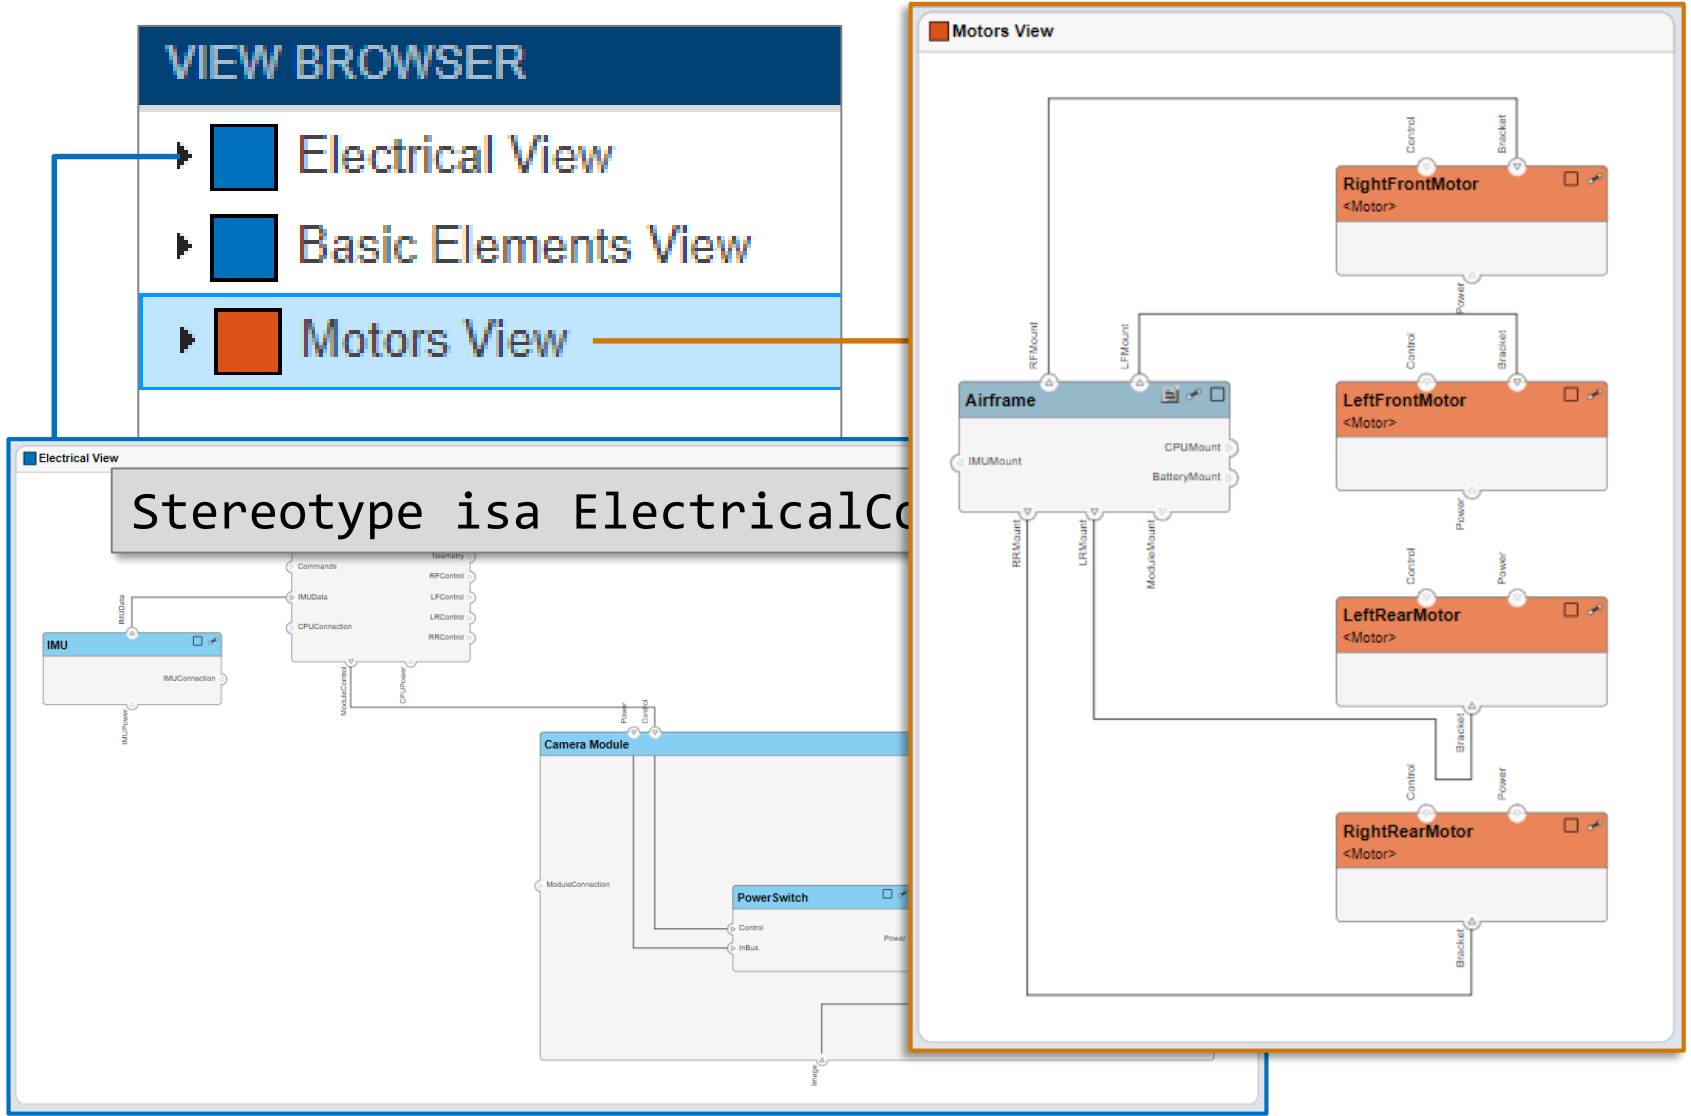 VIEW BROWSER
Electrical View
Basic Elements View
Motors View
Electrical View
Stereotype isa ElectricalCo
Telemetry
Commands
RFControl
IMUData
IMUData
LFControl
LRControl
CPUConnection
RRControl
IMU
IMUConnection
IMUPower
ModuleControl
CPUPower
Power
Control
Camera Module
ModuleConnection
PowerSwitch
Control
InBus
Power
Image
Motors View
Control
Bracket
RightFrontMotor
<Motor>
Power
RFMount
LFMount
Control
Bracket
Airframe
CPUMount
IMUMount
BatteryMount
RRMount
LRMount
ModuleMount
LeftFrontMotor
<Motor>
Power
Control
Power
LeftRearMotor
<Motor>
Bracket
Control
Power
RightRearMotor
<Motor>
Bracket